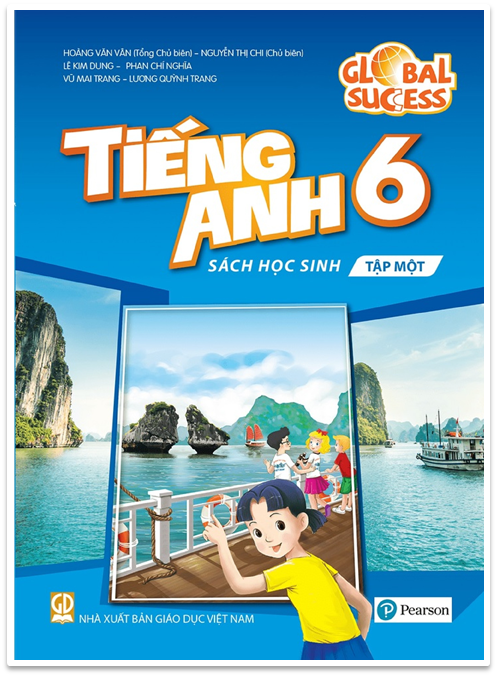 HOÀNG VĂN VÂN (Tổng Chủ biên) – NGUYỄN THỊ CHI (Chủ biên)
LÊ KIM DUNG – PHAN CHÍ NGHĨA
VŨ MAI TRANG – LƯƠNG QUỲNH TRANG
GLOBAL
SUCCESS
TIẾNG
ANH 6
SÁCH HỌC SINH TẬP MỘT
GD
NHÀ XUẤT BẢN GIÁO DỤC VIỆT NAM
P Pearson